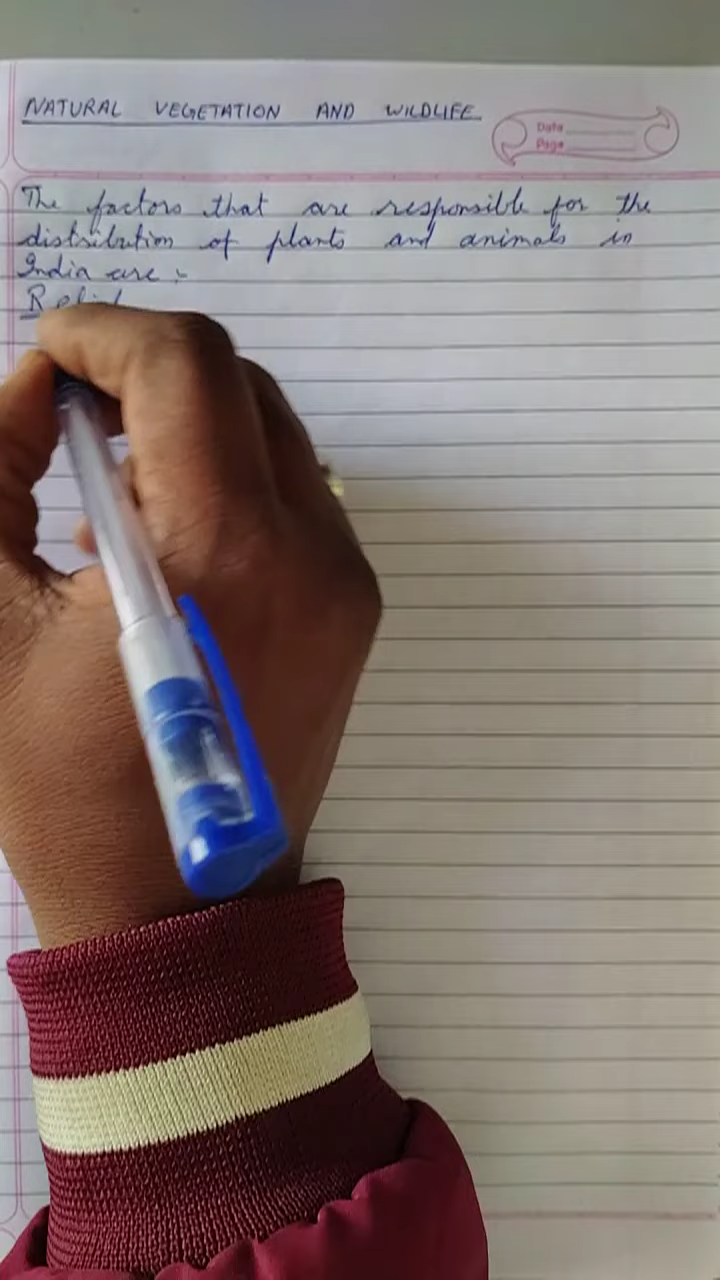 NATURAL VEGETATION AND WILDLIFE
Date
Page
The factors that are responsible for the
distribution of plants and animals in
India are :-
Relief